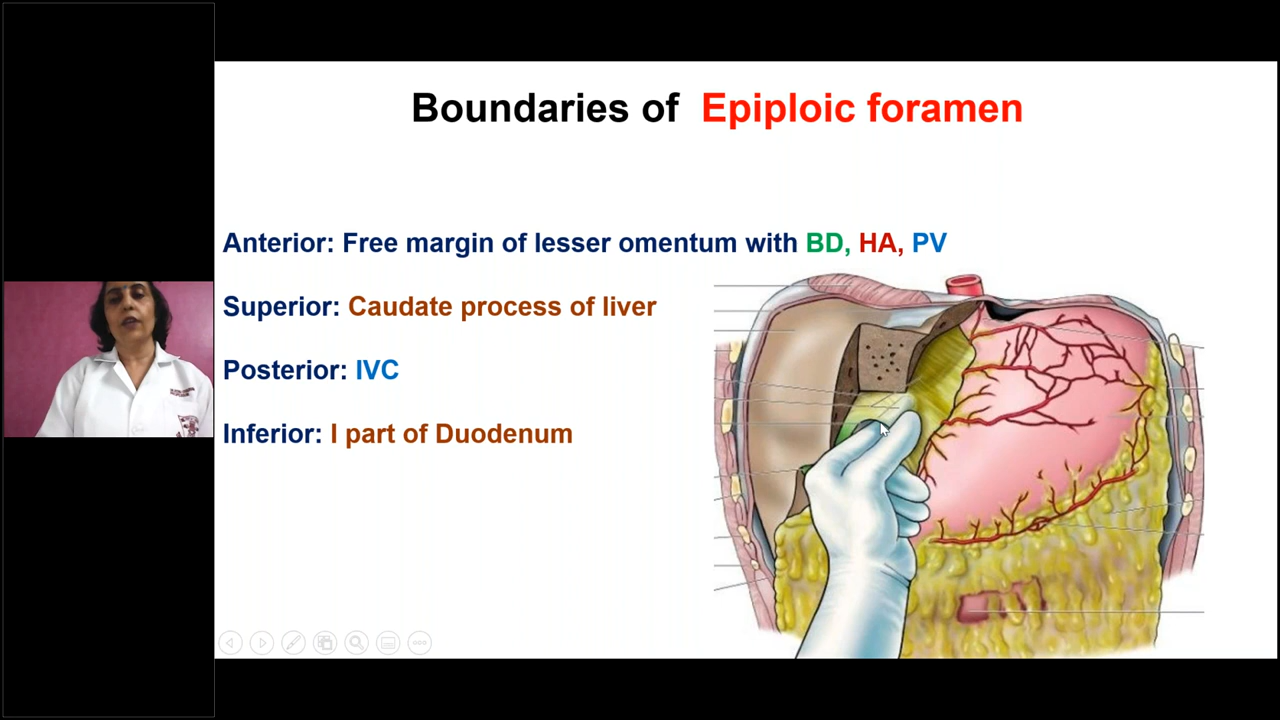 Boundaries of Epiploic foramen
Anterior: Free margin of lesser omentum with BD, HA, PV
Superior: Caudate process of liver
Posterior: IVC
Inferior: I part of Duodenum